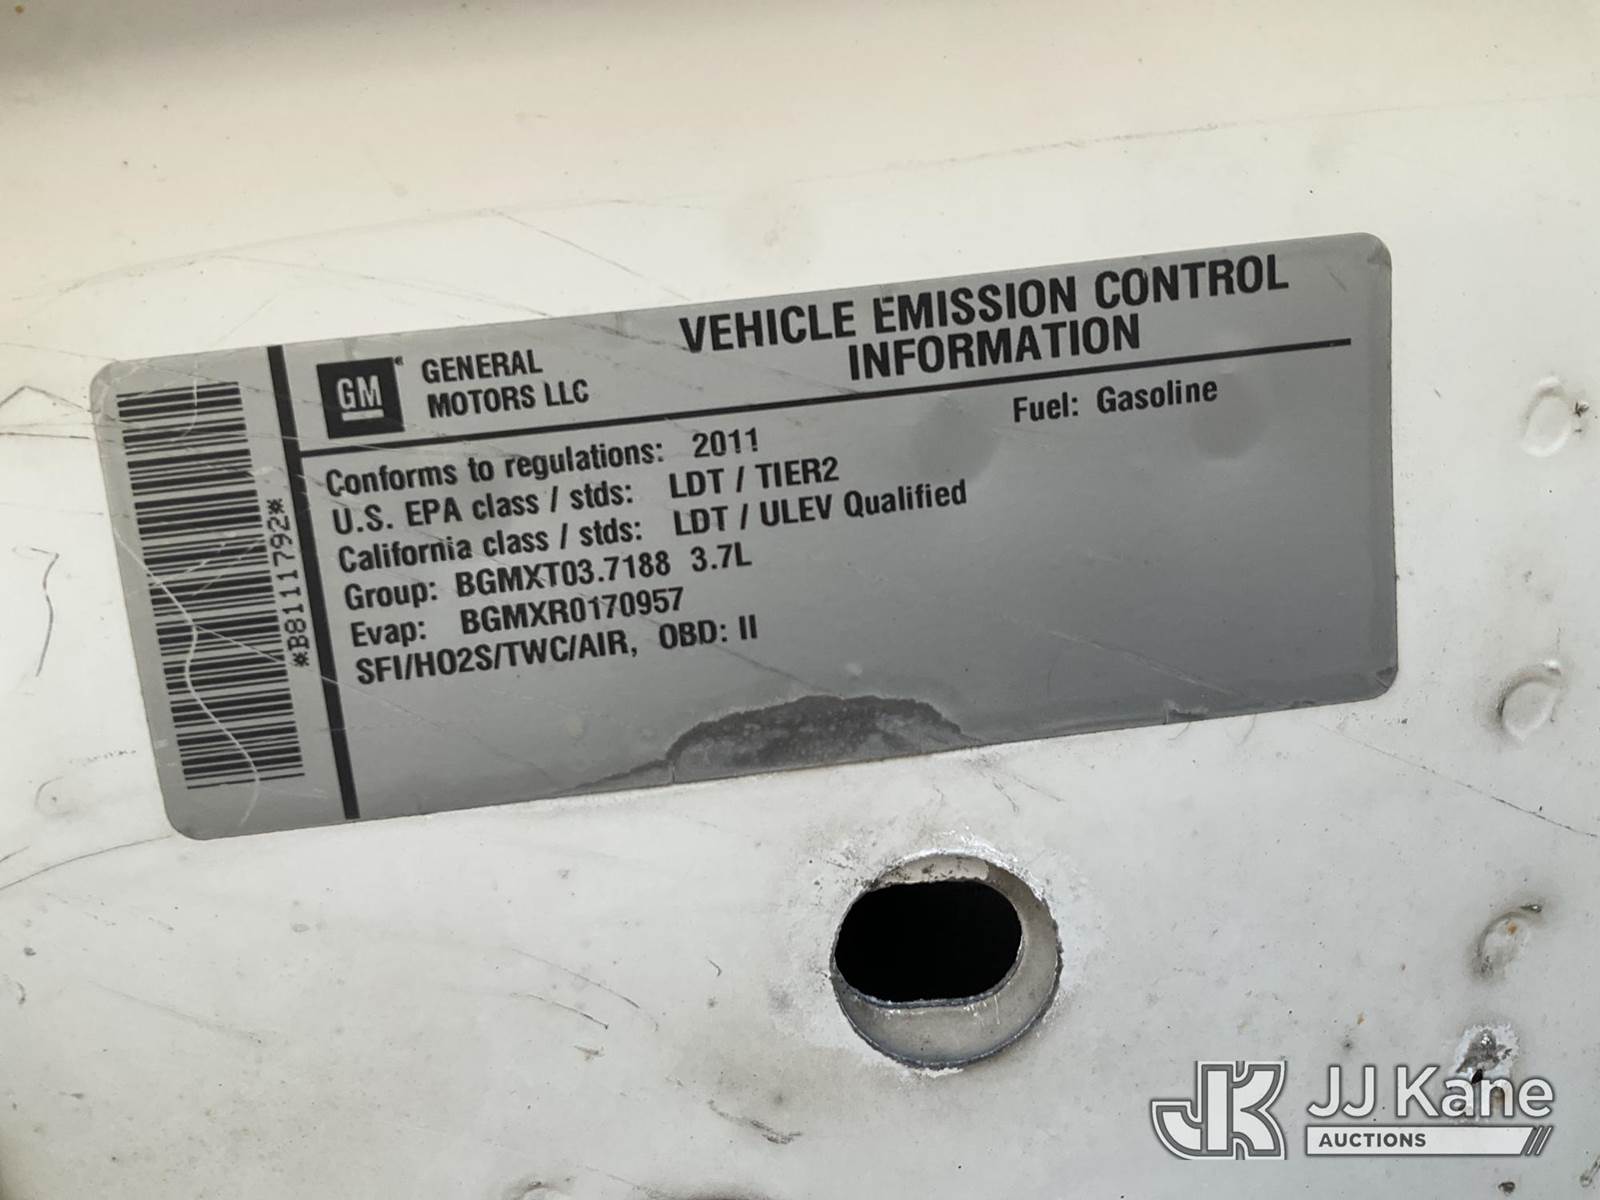 *B8111792*
GM
GENERAL
MOTORS LLC
VEHICLE EMISSION CONTROL
INFORMATION
Fuel: Gasoline
Conforms to regulations: 2011
U.S. EPA class / stds: LDT / TIER2
California class / stds: LDT / ULEV Qualified
Group: BGMXT03.7188 3.7L
Evap: BGMXR0170957
SFI/HO2S/TWC/AIR, OBD: II
JK JJ Kane
AUCTIONS